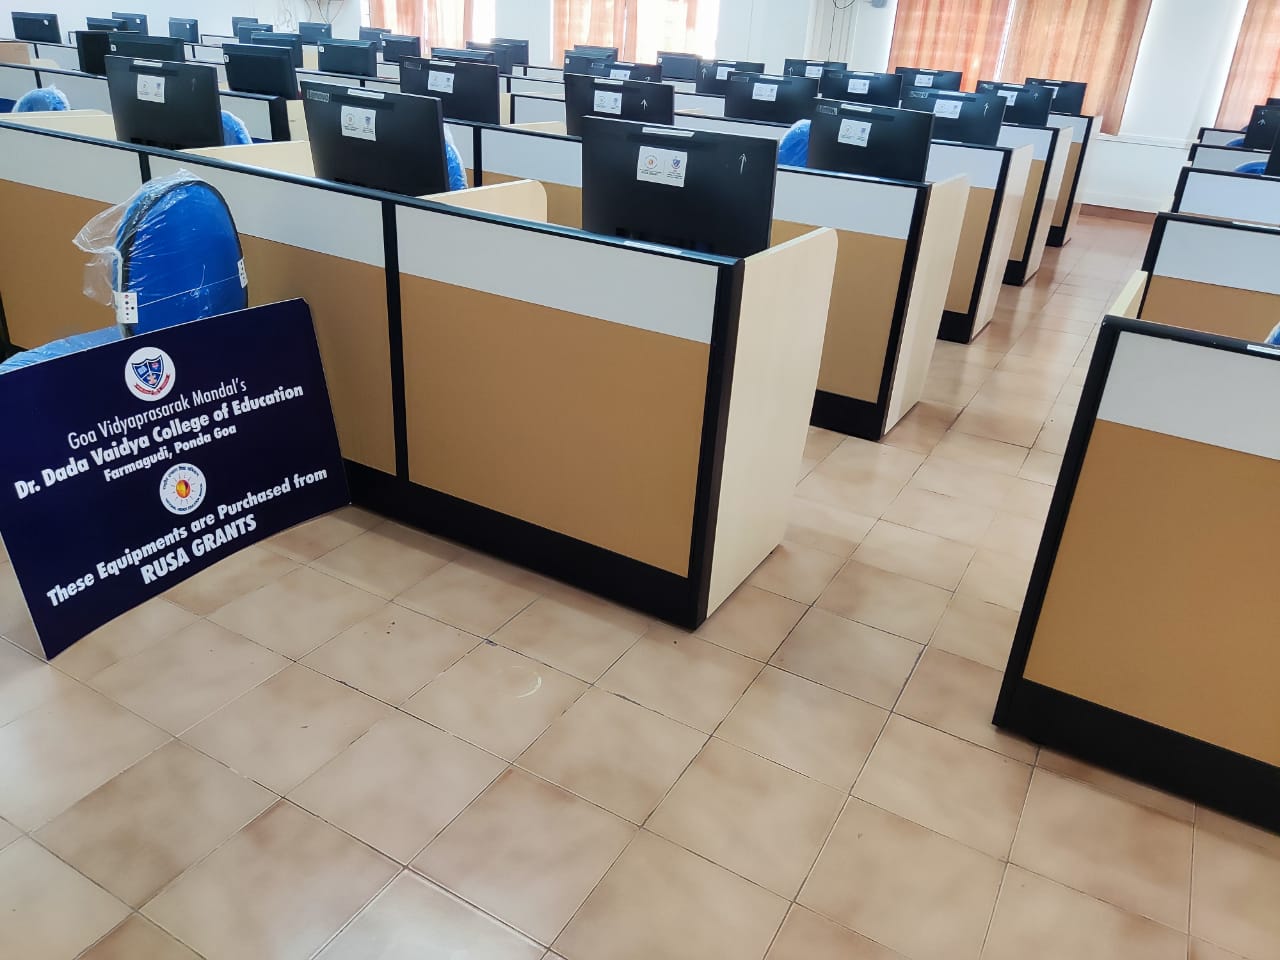 Goa Vidyaprasarak Mandal's
Dr. Dada Vaidya College of Education
Farmagudi, Ponda Goa
These Equipments are Purchased from
RUSA GRANTS